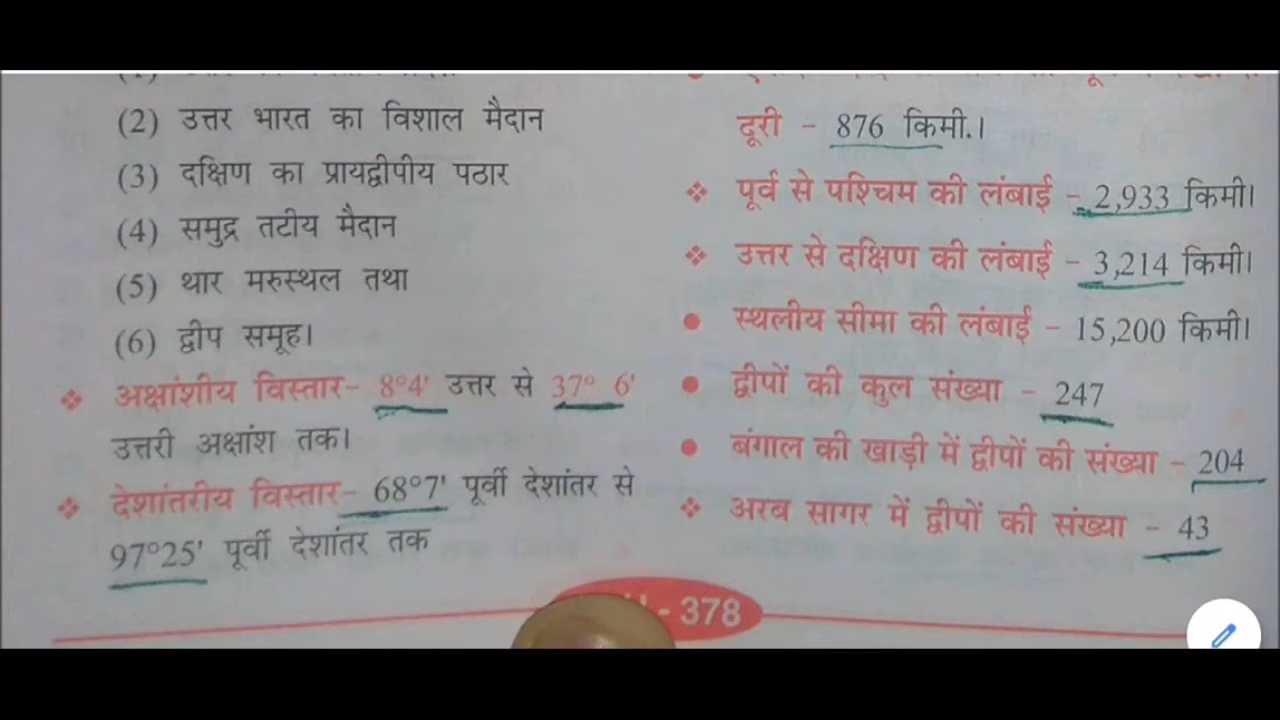 (2) उत्तर भारत का विशाल मैदान
(3) दक्षिण का प्रायद्वीपीय पठार
(4) समुद्र तटीय मैदान
(5) थार मरुस्थल तथा
(6) द्वीप समूह।
❖ अक्षांशीय विस्तार- 8°4' उत्तर से 37° 6'
उत्तरी अक्षांश तक।
❖ देशांतरीय विस्तार- 68°7' पूर्वी देशांतर से
97°25' पूर्वी देशांतर तक
दूरी - 876 किमी.।
❖ पूर्व से पश्चिम की लंबाई - 2,933 किमी।
❖ उत्तर से दक्षिण की लंबाई - 3,214 किमी।
● स्थलीय सीमा की लंबाई - 15,200 किमी।
● द्वीपों की कुल संख्या - 247
● बंगाल की खाड़ी में द्वीपों की संख्या - 204
❖ अरब सागर में द्वीपों की संख्या - 43
- 378